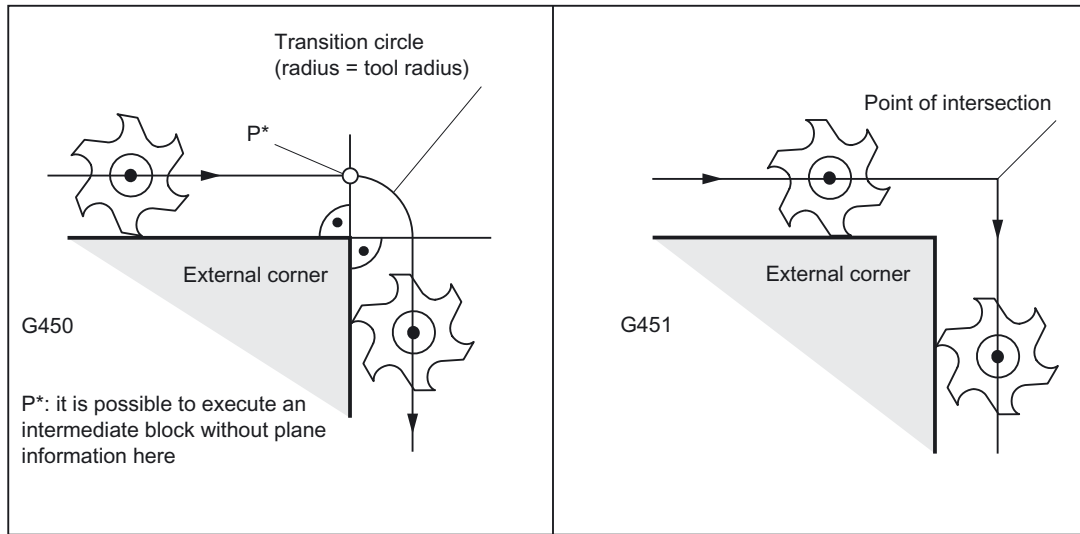 Transition circle
(radius = tool radius)
P*
External corner
G450
P*: it is possible to execute an
intermediate block without plane
information here
Point of intersection
External corner
G451